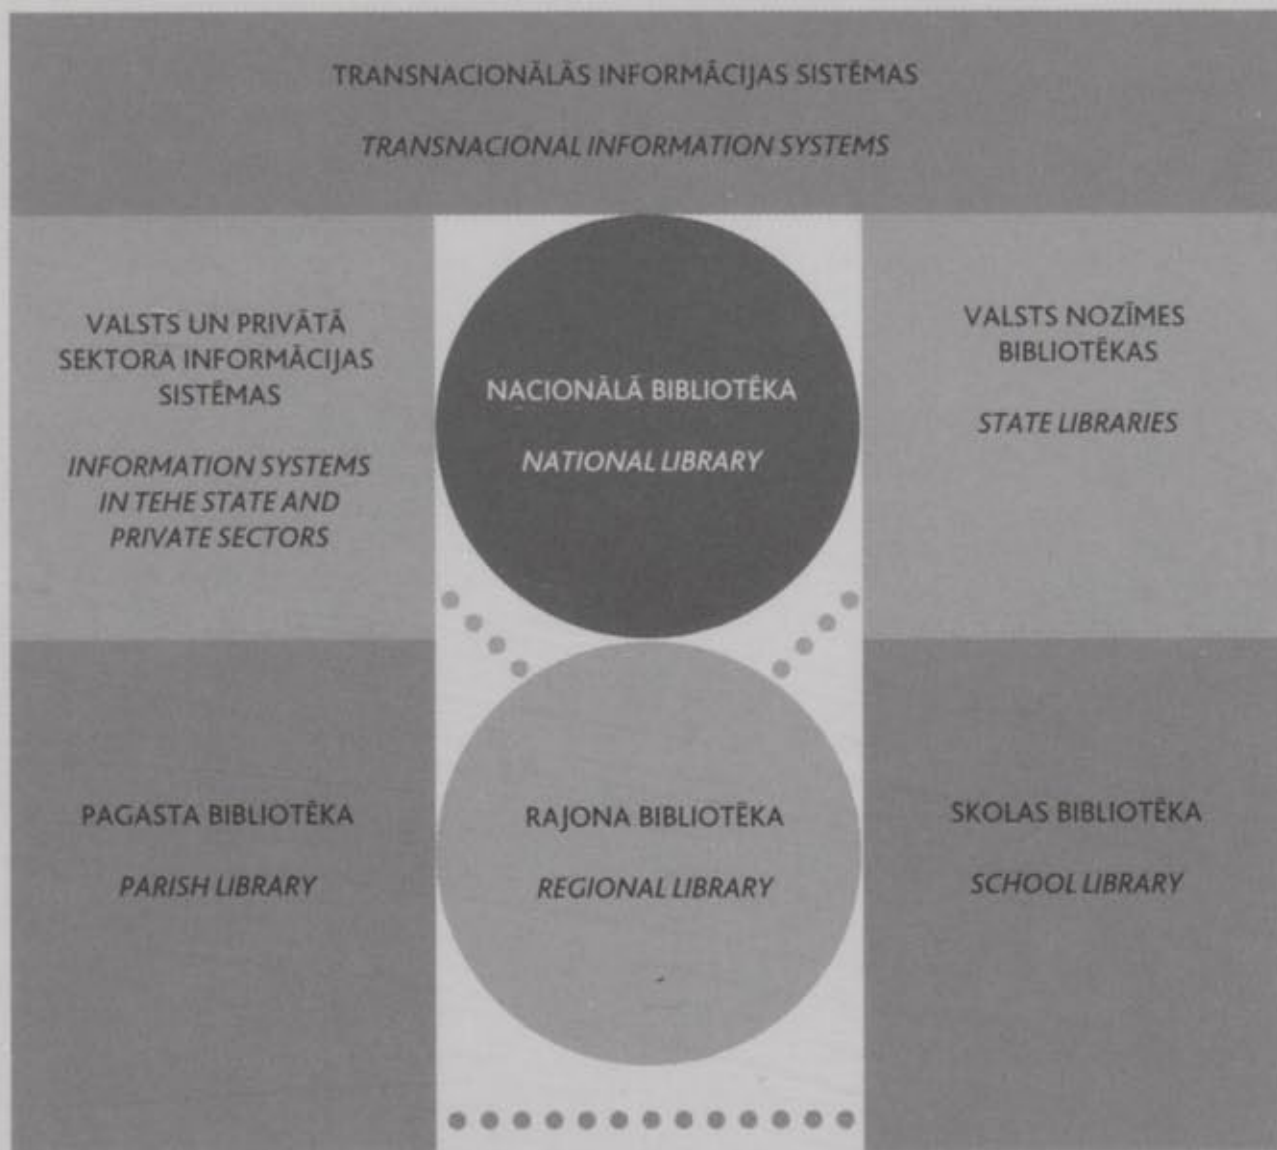 TRANSNACIONĀLĀS INFORMĀCIJAS SISTĒMAS
TRANSNACIONAL INFORMATION SYSTEMS
VALSTS UN PRIVĀTĀ
SEKTORA INFORMĀCIJAS
SISTĒMAS
INFORMATION SYSTEMS
IN TEHE STATE AND
PRIVATE SECTORS
NACIONĀLĀ BIBLIOTĒKA
NATIONAL LIBRARY
VALSTS NOZĪMES
BIBLIOTĒKAS
STATE LIBRARIES
PAGASTA BIBLIOTĒKA
PARISH LIBRARY
RAJONA BIBLIOTĒKA
REGIONAL LIBRARY
SKOLAS BIBLIOTĒKA
SCHOOL LIBRARY